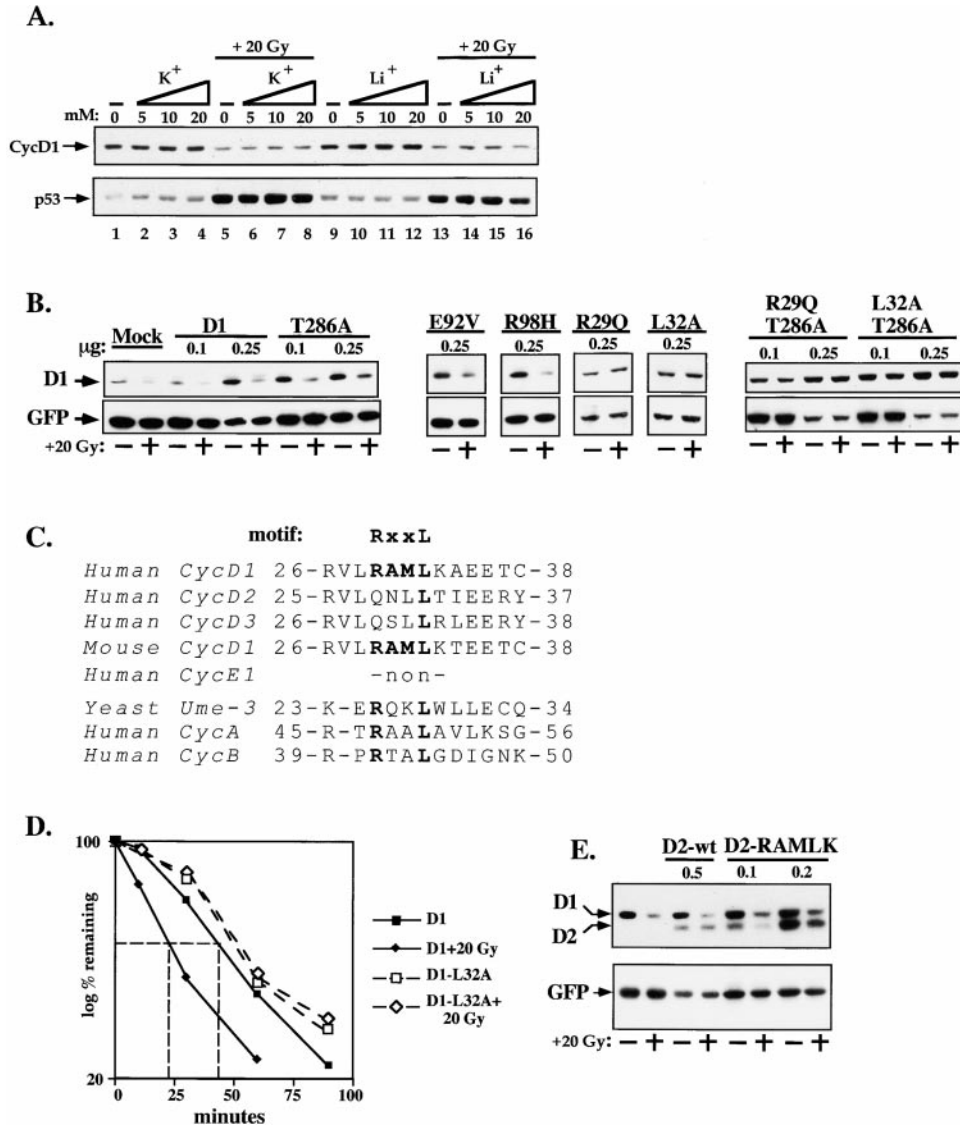 A.
+ 20 Gy + 20 Gy
K+ K+ Li+ Li+
mM: 0 5 10 20 0 5 10 20 0 5 10 20 0 5 10 20
CycD1
p53
1 2 3 4 5 6 7 8 9 10 11 12 13 14 15 16
B.
Mock D1 T286A E92V R98H R29Q L32A R29Q T286A L32A T286A
µg: 0.1 0.25 0.1 0.25 0.25 0.25 0.25 0.25 0.1 0.25 0.1 0.25
D1
GFP
+20 Gy: − + − + − + − + − + − + − + − + − + − + − + − + − +
C.
motif: RxxL
Human CycD1 26-RVLRAMLKAEETC-38
Human CycD2 25-RVLQNLLTIEERY-37
Human CycD3 26-RVLQSLLRLEERY-38
Mouse CycD1 26-RVLRAMLKTEETC-38
Human CycE1 -non-
Yeast Ume-3 23-K-ERQKLWLLECQ-34
Human CycA 45-R-TRAALAVLKSG-56
Human CycB 39-R-PRTALGDIGNK-50
D.
log % remaining
100
20
0 25 50 75 100
minutes
D1
D1+20 Gy
D1-L32A
D1-L32A+
20 Gy
E.
D2-wt D2-RAMLK
0.5 0.1 0.2
D1
D2
GFP
+20 Gy: − + − + − + − +